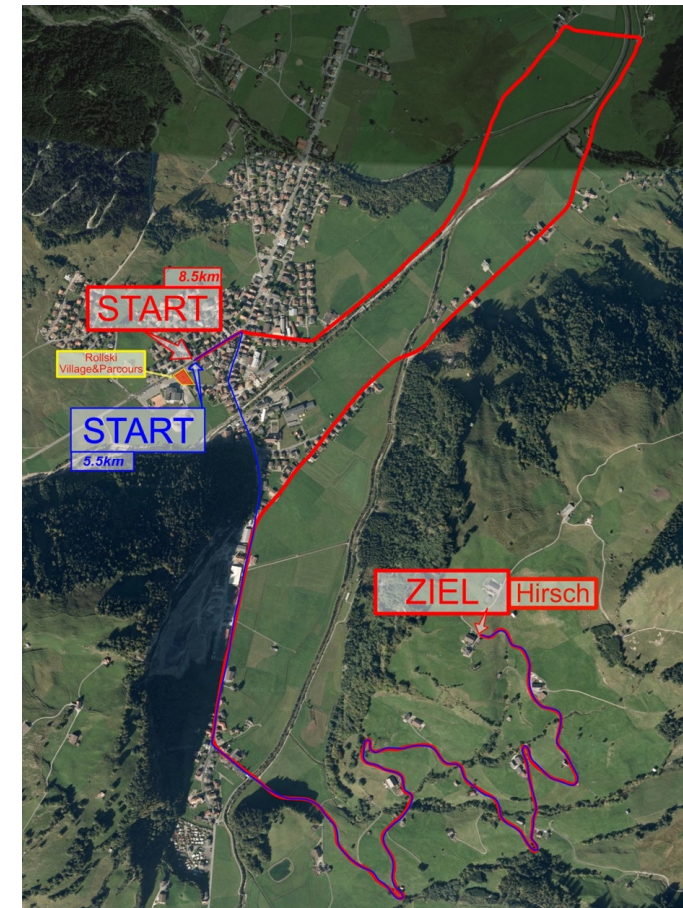 8.5km
START
Rollski
Village&Parcours
START
5.5km
ZIEL
Hirsch